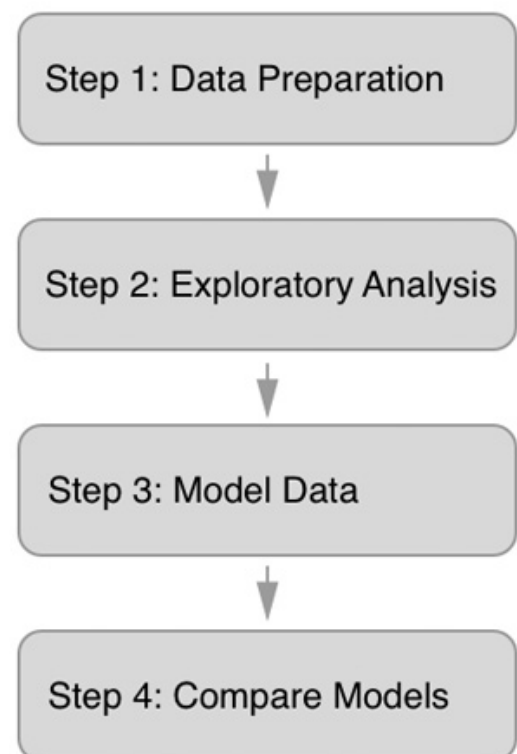 Step 1: Data Preparation
Step 2: Exploratory Analysis
Step 3: Model Data
Step 4: Compare Models